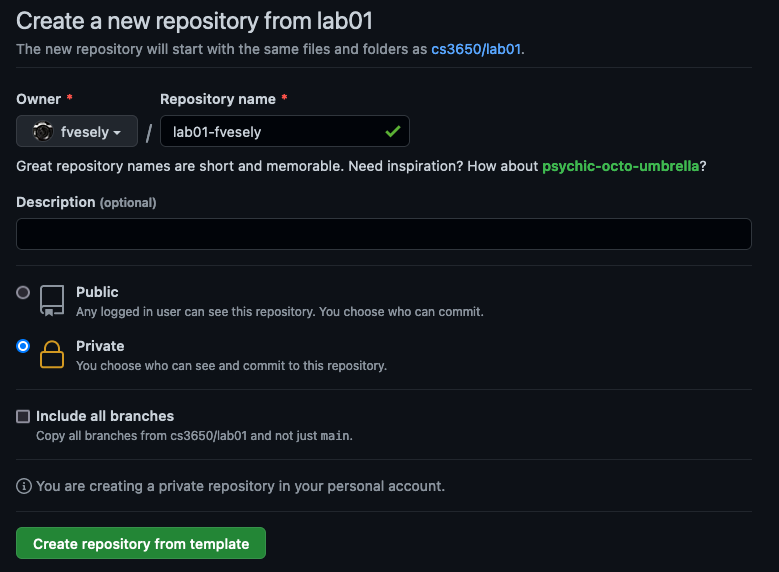 Create a new repository from lab01
The new repository will start with the same files and folders as cs3650/lab01.
Owner * Repository name *
fvesely / lab01-fvesely
Great repository names are short and memorable. Need inspiration? How about psychic-octo-umbrella?
Description (optional)
Public
Any logged in user can see this repository. You choose who can commit.
Private
You choose who can see and commit to this repository.
Include all branches
Copy all branches from cs3650/lab01 and not just main.
You are creating a private repository in your personal account.
Create repository from template